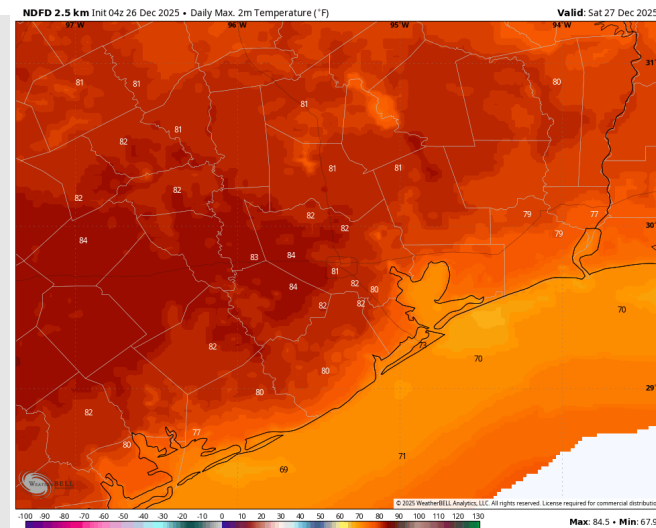 NDFD 2.5 km Init 04z 26 Dec 2025 • Daily Max. 2m Temperature (°F)
Valid: Sat 27 Dec 2025
97°W 96°W 95°W 94°W
31°
81 81 80
81
81
82
81 81
82
82
82 79 77
82 79 30°
84
83 84
81
84 82 80
82 82
70
73
82 70
80
29°
80
82
77
80
71
69
WEATHERBELL
© 2025 WeatherBELL Analytics, LLC. All rights reserved. License required for commercial distributio
-100 -90 -80 -70 -60 -50 -40 -30 -20 -10 0 10 20 30 40 50 60 70 80 90 100 110 120 130
Max: 84.5 • Min: 67.9